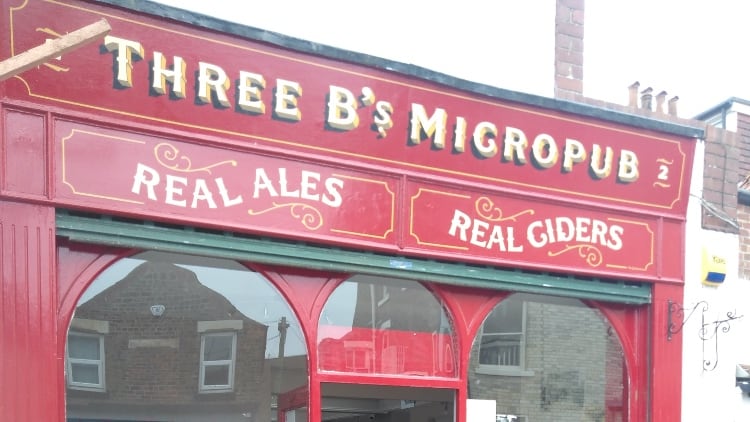 THREE B's MICROPUB 2
REAL ALES
REAL CIDERS